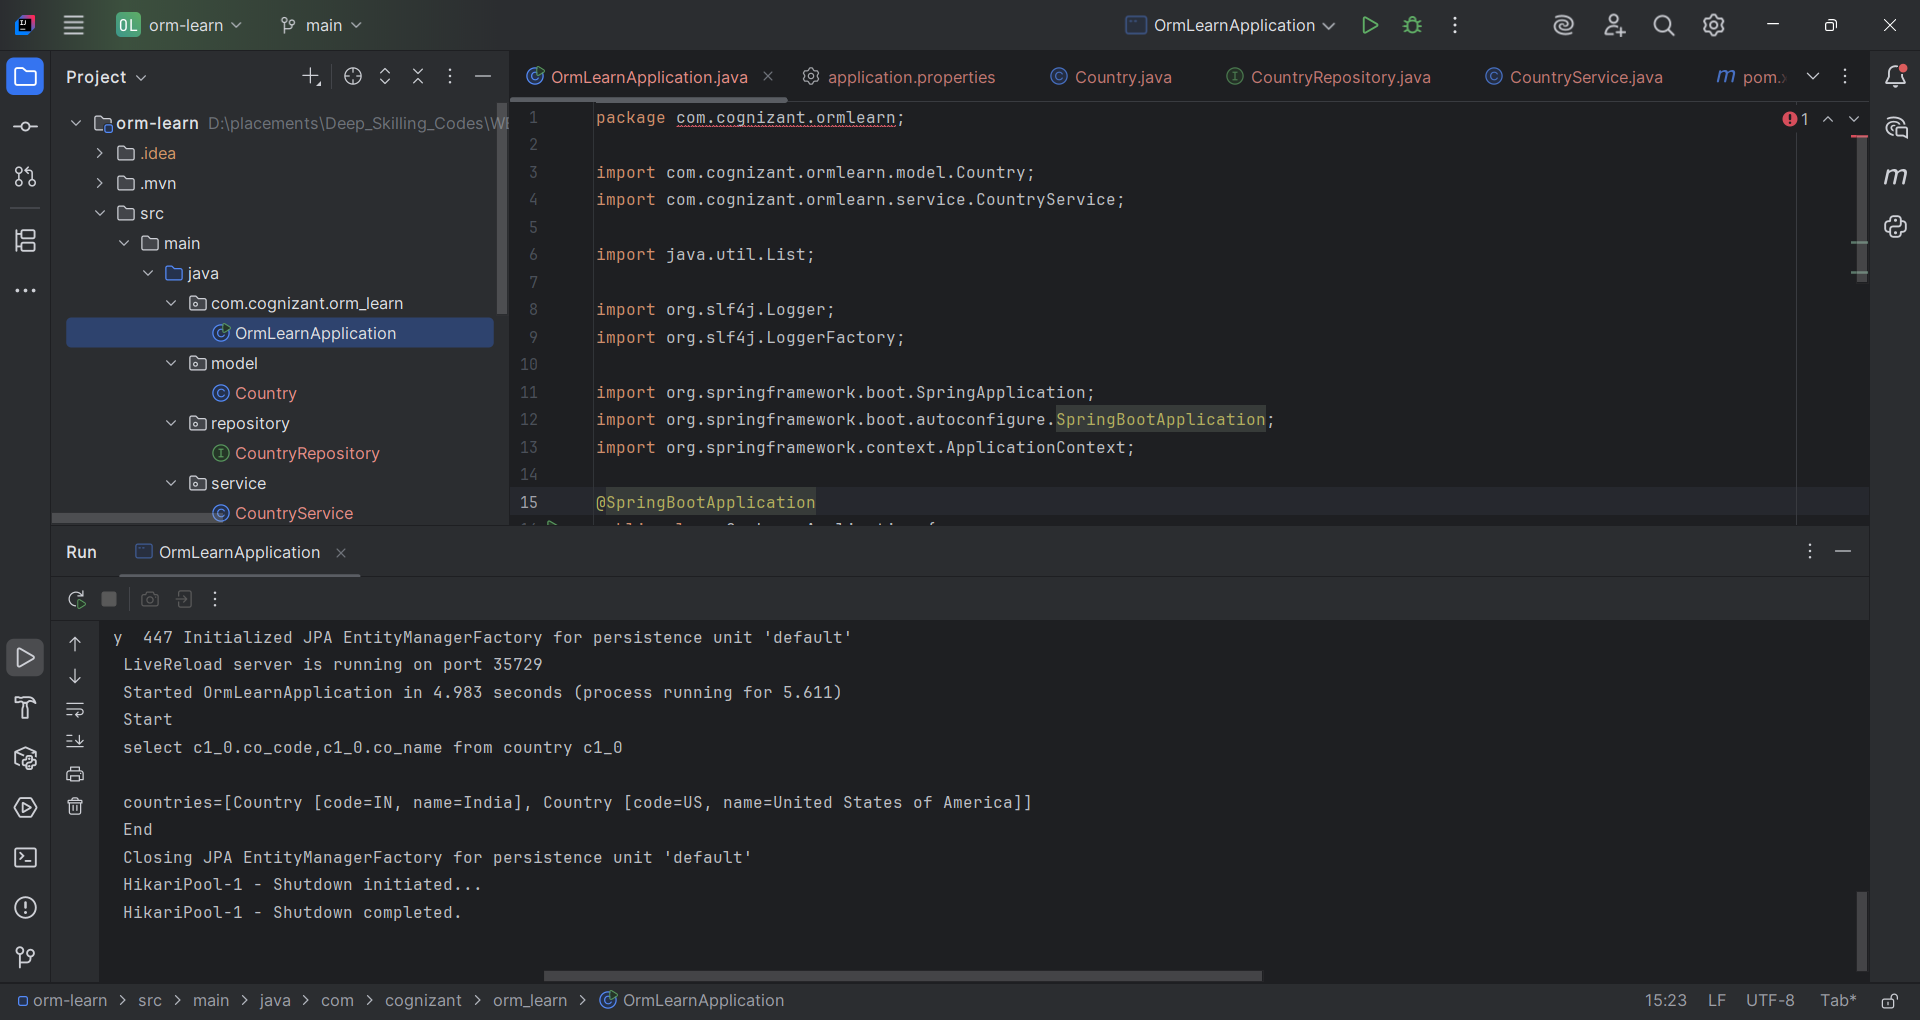 OL orm-learn main OrmLearnApplication
Project
orm-learn D:\placements\Deep_Skilling_Codes\WE
.idea
.mvn
src
main
java
com.cognizant.orm_learn
OrmLearnApplication
model
Country
repository
CountryRepository
service
CountryService
OrmLearnApplication.java application.properties Country.java CountryRepository.java CountryService.java pom.x
1
1 package com.cognizant.ormlearn;
2
3 import com.cognizant.ormlearn.model.Country;
4 import com.cognizant.ormlearn.service.CountryService;
5
6 import java.util.List;
7
8 import org.slf4j.Logger;
9 import org.slf4j.LoggerFactory;
10
11 import org.springframework.boot.SpringApplication;
12 import org.springframework.boot.autoconfigure.SpringBootApplication;
13 import org.springframework.context.ApplicationContext;
14
15 @SpringBootApplication
Run OrmLearnApplication
y 447 Initialized JPA EntityManagerFactory for persistence unit 'default'
LiveReload server is running on port 35729
Started OrmLearnApplication in 4.983 seconds (process running for 5.611)
Start
select c1_0.co_code,c1_0.co_name from country c1_0
countries=[Country [code=IN, name=India], Country [code=US, name=United States of America]]
End
Closing JPA EntityManagerFactory for persistence unit 'default'
HikariPool-1 - Shutdown initiated...
HikariPool-1 - Shutdown completed.
orm-learn > src > main > java > com > cognizant > orm_learn > OrmLearnApplication 15:23 LF UTF-8 Tab*